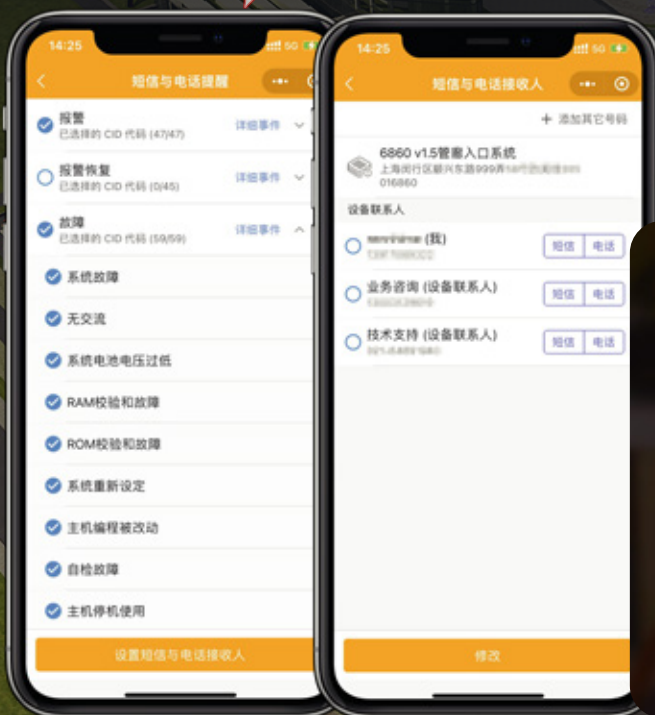 14:25
5G
短信与电话提醒
报警
已选择的 CID 代码 (47/47)
详细事件
报警恢复
已选择的 CID 代码 (0/45)
详细事件
故障
已选择的 CID 代码 (59/59)
详细事件
系统故障
无交流
系统电池电压过低
RAM校验和故障
ROM校验和故障
系统重新设定
主机编程被改动
自检故障
主机停机使用
设置短信与电话接收人
14:25
5G
短信与电话接收人
+ 添加其它号码
6860 v1.5管廊入口系统
上海闵行区顾兴东路999弄
016860
设备联系人
(我)
短信 电话
业务咨询 (设备联系人)
短信 电话
技术支持 (设备联系人)
短信 电话
修改